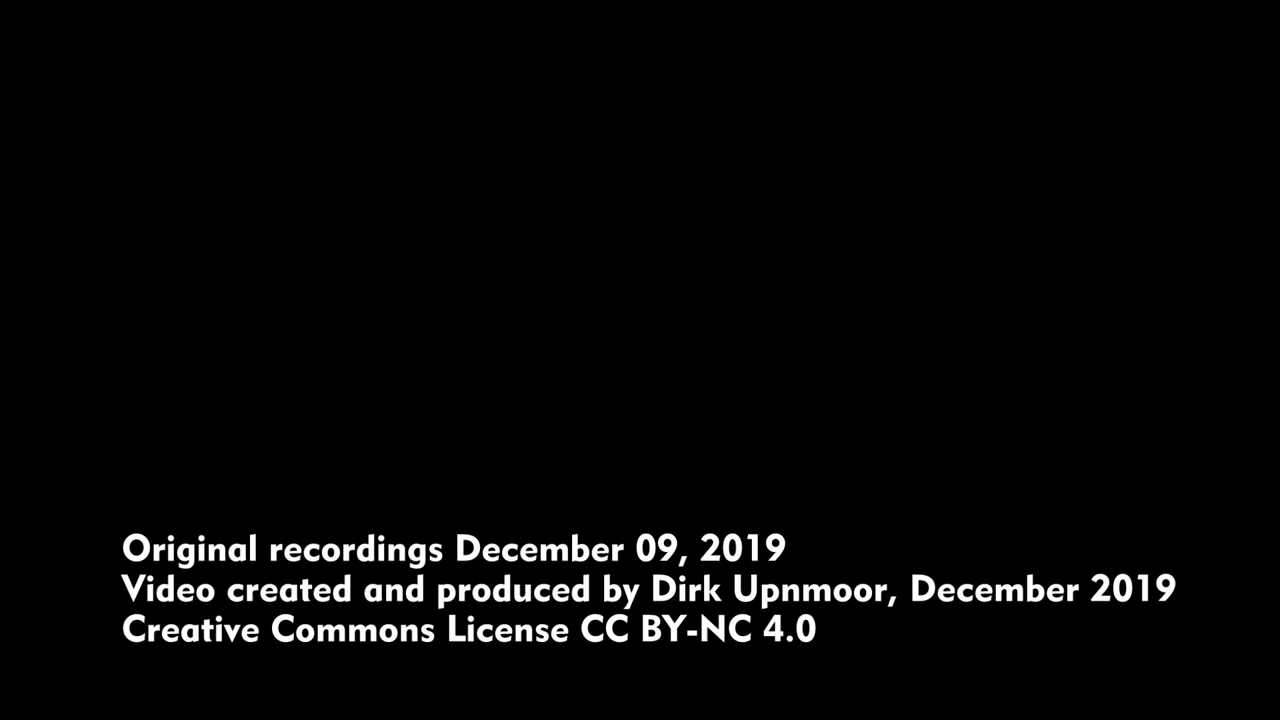 Original recordings December 09, 2019
Video created and produced by Dirk Upnmoor, December 2019
Creative Commons License CC BY-NC 4.0